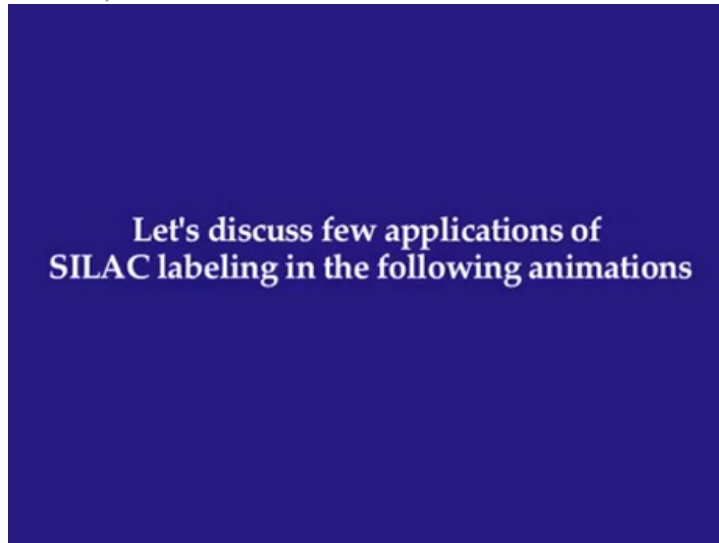 Let's discuss few applications of
SILAC labeling in the following animations